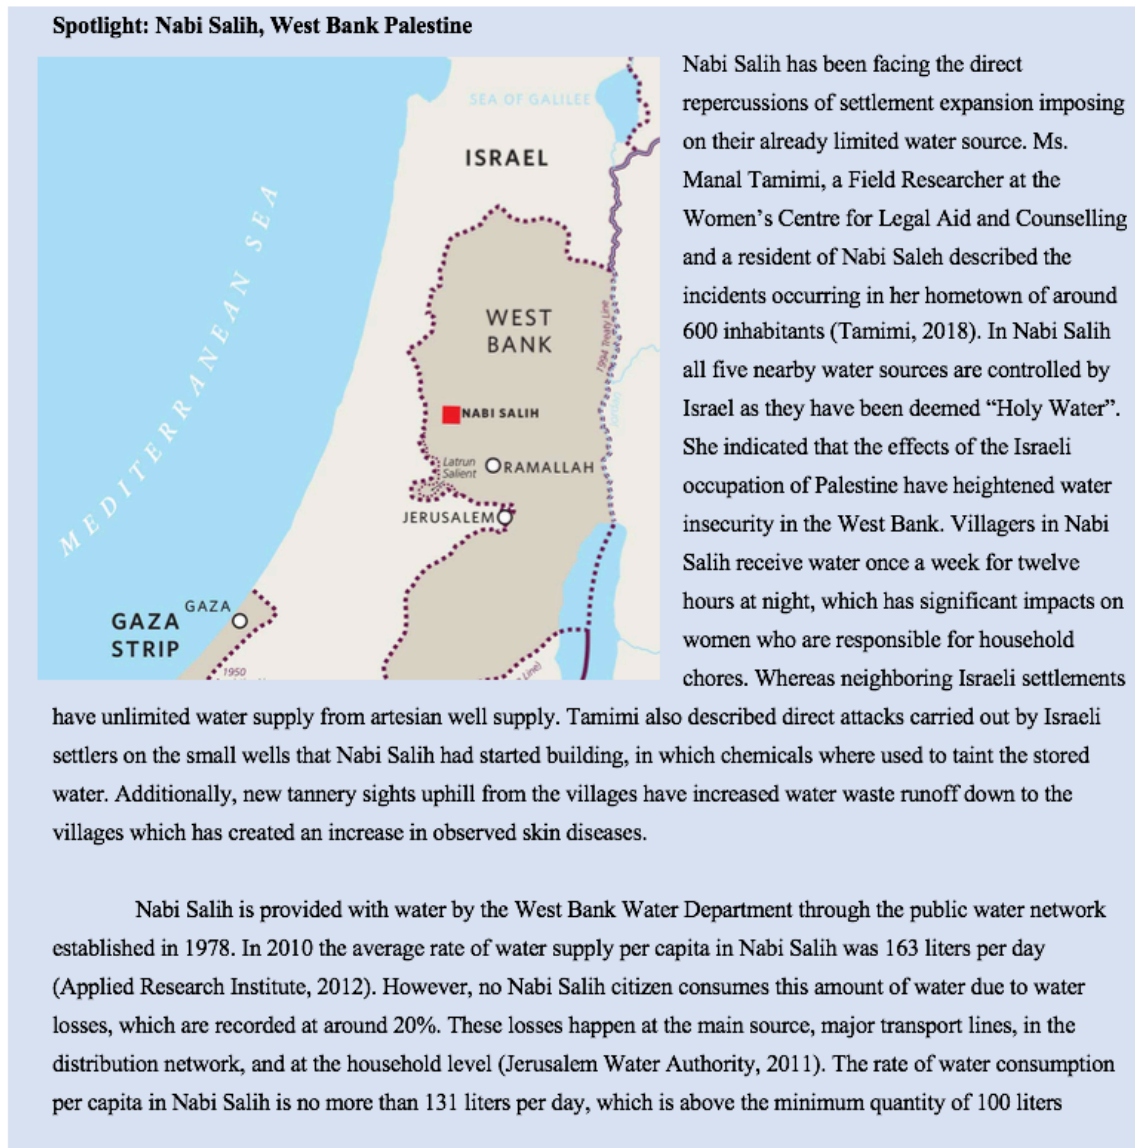 Spotlight: Nabi Salih, West Bank Palestine
SEA OF GALILEE
ISRAEL
MEDITERRANEAN SEA
WEST
BANK
1994 Treaty Line
Jordan
NABI SALIH
Latrun
Salient
RAMALLAH
JERUSALEM
GAZA
GAZA
STRIP
1950
Line)
Nabi Salih has been facing the direct
repercussions of settlement expansion imposing
on their already limited water source. Ms.
Manal Tamimi, a Field Researcher at the
Women's Centre for Legal Aid and Counselling
and a resident of Nabi Saleh described the
incidents occurring in her hometown of around
600 inhabitants (Tamimi, 2018). In Nabi Salih
all five nearby water sources are controlled by
Israel as they have been deemed “Holy Water”.
She indicated that the effects of the Israeli
occupation of Palestine have heightened water
insecurity in the West Bank. Villagers in Nabi
Salih receive water once a week for twelve
hours at night, which has significant impacts on
women who are responsible for household
chores. Whereas neighboring Israeli settlements
have unlimited water supply from artesian well supply. Tamimi also described direct attacks carried out by Israeli
settlers on the small wells that Nabi Salih had started building, in which chemicals where used to taint the stored
water. Additionally, new tannery sights uphill from the villages have increased water waste runoff down to the
villages which has created an increase in observed skin diseases.
Nabi Salih is provided with water by the West Bank Water Department through the public water network
established in 1978. In 2010 the average rate of water supply per capita in Nabi Salih was 163 liters per day
(Applied Research Institute, 2012). However, no Nabi Salih citizen consumes this amount of water due to water
losses, which are recorded at around 20%. These losses happen at the main source, major transport lines, in the
distribution network, and at the household level (Jerusalem Water Authority, 2011). The rate of water consumption
per capita in Nabi Salih is no more than 131 liters per day, which is above the minimum quantity of 100 liters